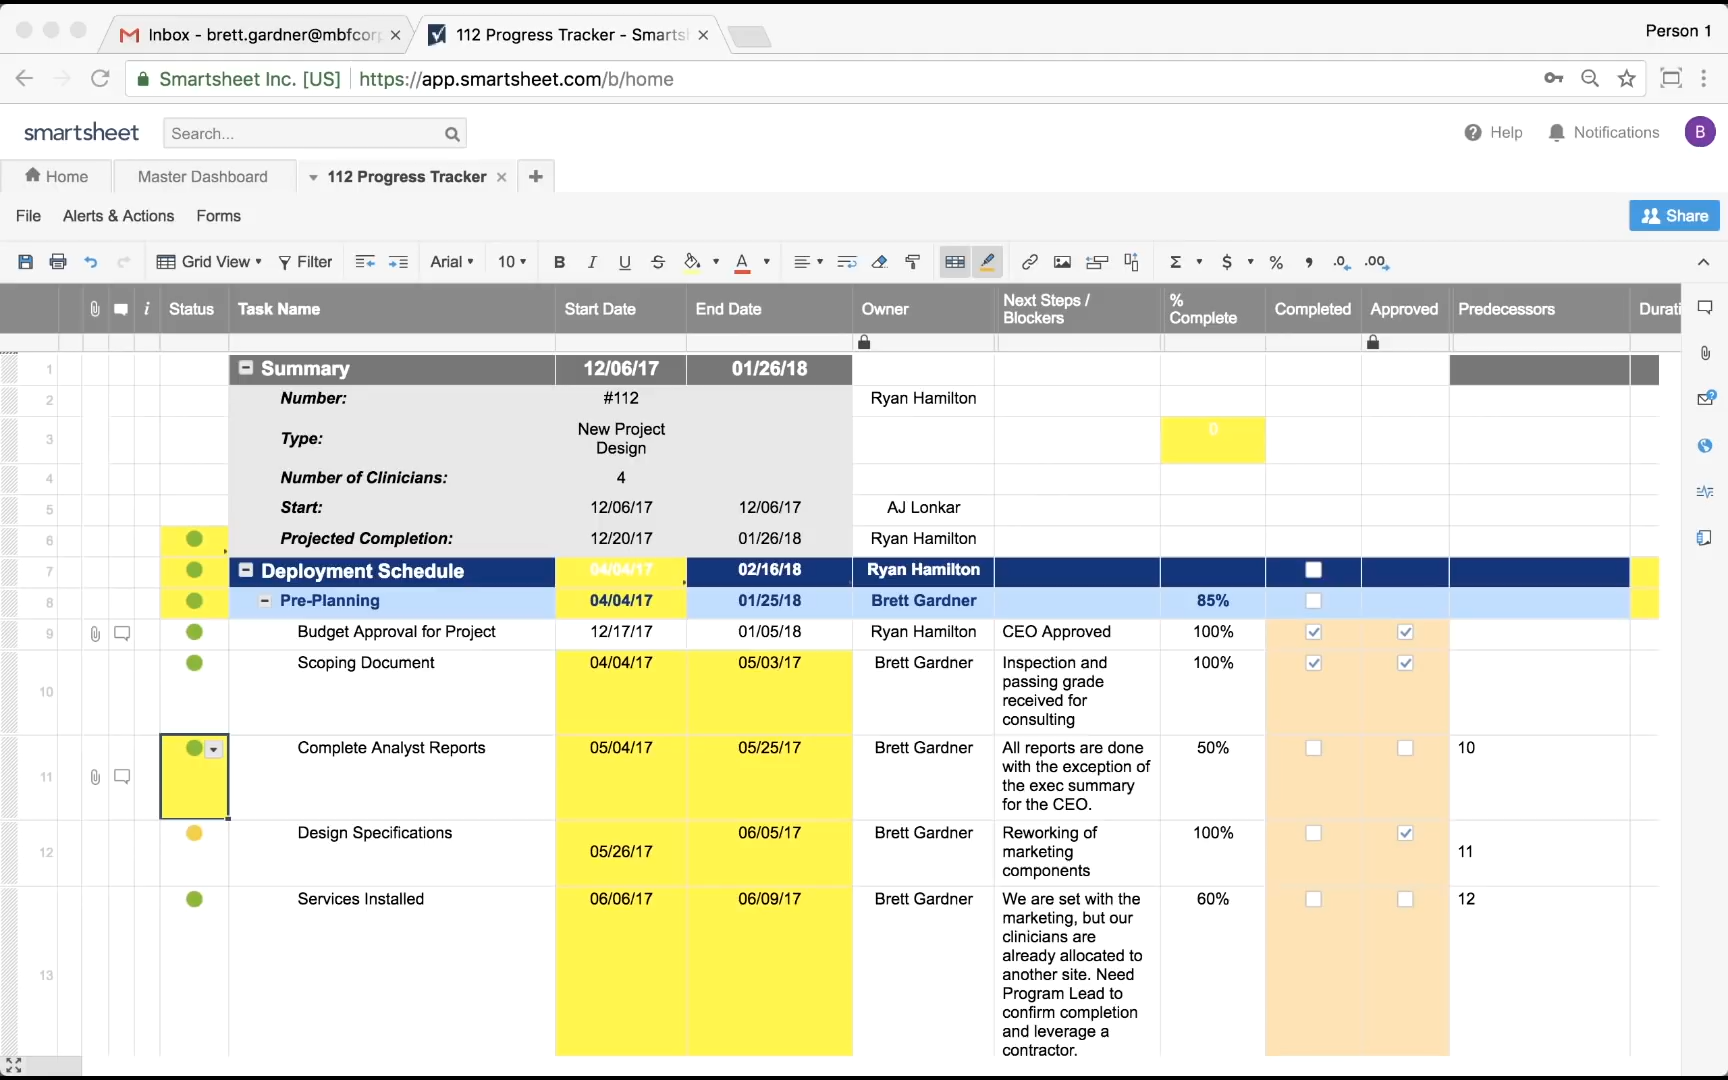 Inbox - brett.gardner@mbfcorp
112 Progress Tracker - Smarts
Person 1
Smartsheet Inc. [US] https://app.smartsheet.com/b/home
smartsheet Search... Help Notifications B
Home Master Dashboard 112 Progress Tracker
File Alerts & Actions Forms Share
Grid View Filter Arial 10 B I U S A Σ $ % , .0 .00
Status Task Name Start Date End Date Owner Next Steps / Blockers % Complete Completed Approved Predecessors Durati
1 Summary 12/06/17 01/26/18
2 Number: #112 Ryan Hamilton
3 Type: New Project Design 0
4 Number of Clinicians: 4
5 Start: 12/06/17 12/06/17 AJ Lonkar
6 Projected Completion: 12/20/17 01/26/18 Ryan Hamilton
7 Deployment Schedule 04/04/17 02/16/18 Ryan Hamilton
8 Pre-Planning 04/04/17 01/25/18 Brett Gardner 85%
9 Budget Approval for Project 12/17/17 01/05/18 Ryan Hamilton CEO Approved 100%
10 Scoping Document 04/04/17 05/03/17 Brett Gardner Inspection and passing grade received for consulting 100%
11 Complete Analyst Reports 05/04/17 05/25/17 Brett Gardner All reports are done with the exception of the exec summary for the CEO. 50% 10
12 Design Specifications 05/26/17 06/05/17 Brett Gardner Reworking of marketing components 100% 11
13 Services Installed 06/06/17 06/09/17 Brett Gardner We are set with the marketing, but our clinicians are already allocated to another site. Need Program Lead to confirm completion and leverage a contractor. 60% 12